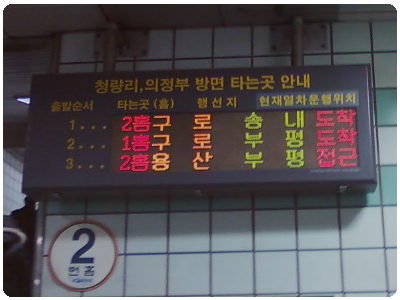 청량리,의정부 방면 타는곳 안내
출발순서 타는곳 (홈) 행선지 현재열차운행위치
1... 2홈 구로 송내 도착
2... 1홈 구로 부평 도착
3... 2홈 용산 부평 접근
2
번홈